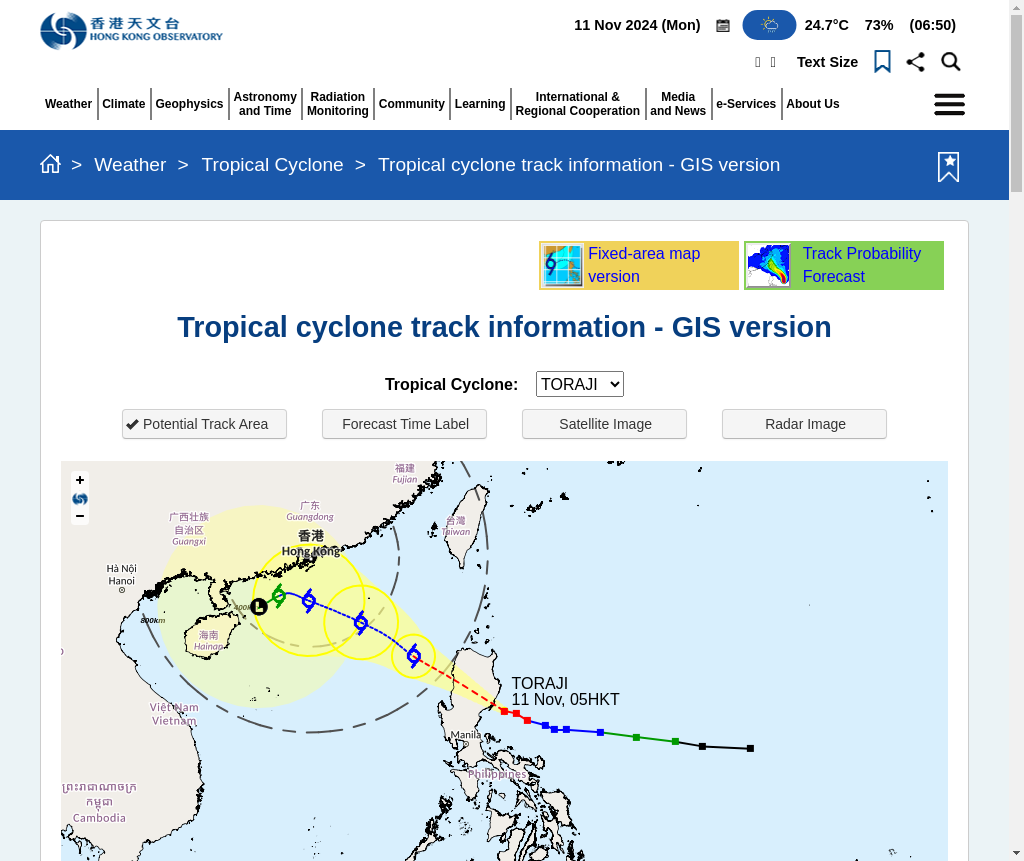 香港天文台
HONG KONG OBSERVATORY
11 Nov 2024 (Mon)
24.7°C 73% (06:50)
Text Size
Weather
Climate
Geophysics
Astronomy
and Time
Radiation
Monitoring
Community
Learning
International &
Regional Cooperation
Media
and News
e-Services
About Us
> Weather > Tropical Cyclone > Tropical cyclone track information - GIS version
Fixed-area map
version
Track Probability
Forecast
Tropical cyclone track information - GIS version
Tropical Cyclone: TORAJI
Potential Track Area
Forecast Time Label
Satellite Image
Radar Image
+
−
福建
Fujian
广东
Guangdong
广西壮族
自治区
Guangxi
台灣
Taiwan
香港
Hong Kong
Hà Nội
Hanoi
400km
L
800km
海南
Hainan
TORAJI
11 Nov, 05HKT
Việt Nam
Vietnam
Manila
Philippines
ព្រះរាជាណាចក្រ
កម្ពុជា
Cambodia